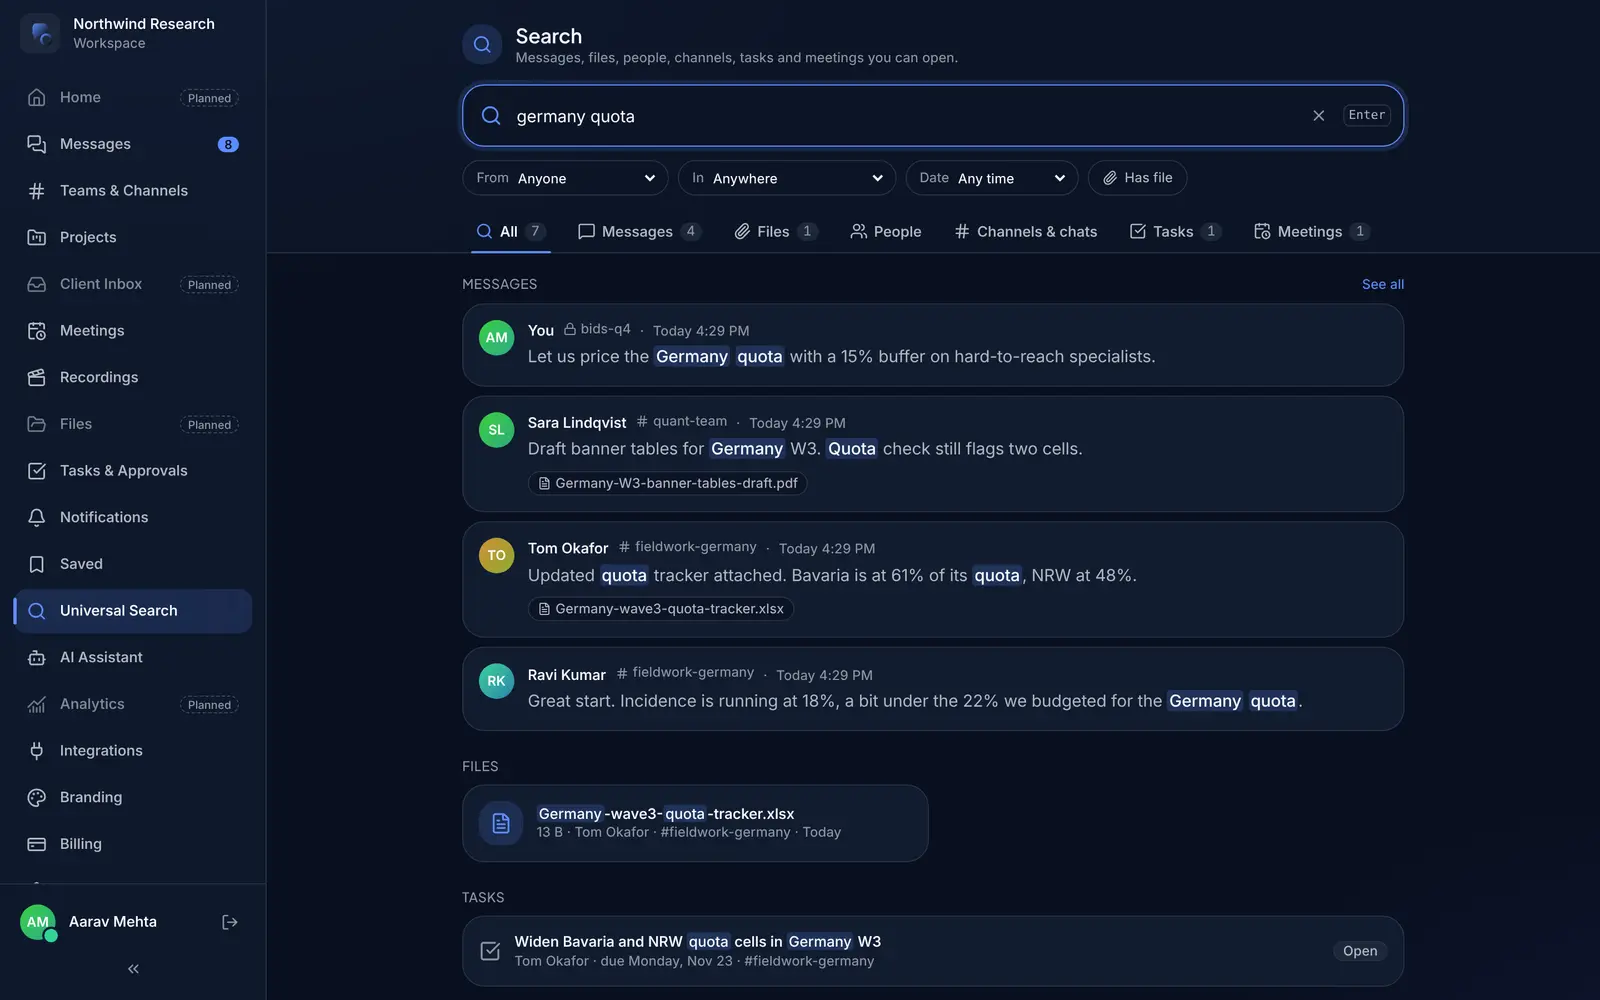 Northwind Research
Workspace
Home Planned
Messages 8
Teams & Channels
Projects
Client Inbox Planned
Meetings
Recordings
Files Planned
Tasks & Approvals
Notifications
Saved
Universal Search
AI Assistant
Analytics Planned
Integrations
Branding
Billing
AM Aarav Mehta
Search
Messages, files, people, channels, tasks and meetings you can open.
germany quota Enter
From Anyone In Anywhere Date Any time Has file
All 7 Messages 4 Files 1 People Channels & chats Tasks 1 Meetings 1
MESSAGES See all
AM You bids-q4 · Today 4:29 PM
Let us price the Germany quota with a 15% buffer on hard-to-reach specialists.
SL Sara Lindqvist # quant-team · Today 4:29 PM
Draft banner tables for Germany W3. Quota check still flags two cells.
Germany-W3-banner-tables-draft.pdf
TO Tom Okafor # fieldwork-germany · Today 4:29 PM
Updated quota tracker attached. Bavaria is at 61% of its quota, NRW at 48%.
Germany-wave3-quota-tracker.xlsx
RK Ravi Kumar # fieldwork-germany · Today 4:29 PM
Great start. Incidence is running at 18%, a bit under the 22% we budgeted for the Germany quota.
FILES
Germany-wave3-quota-tracker.xlsx
13 B · Tom Okafor · #fieldwork-germany · Today
TASKS
Widen Bavaria and NRW quota cells in Germany W3
Tom Okafor · due Monday, Nov 23 · #fieldwork-germany
Open